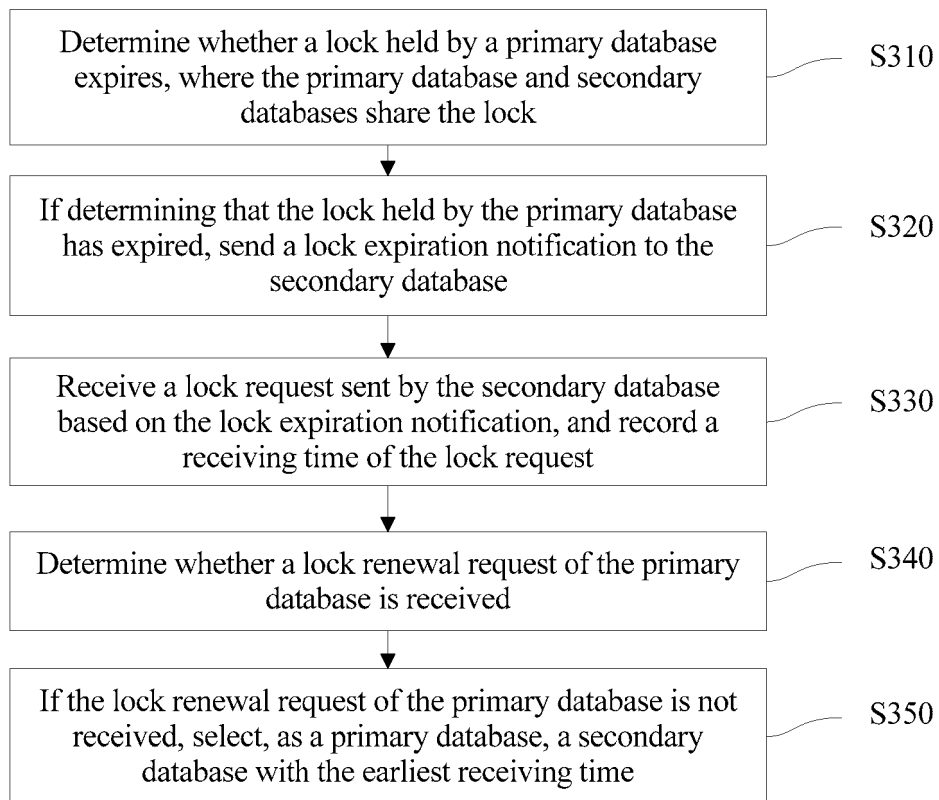 Determine whether a lock held by a primary database
expires, where the primary database and secondary
databases share the lock
S310
If determining that the lock held by the primary database
has expired, send a lock expiration notification to the
secondary database
S320
Receive a lock request sent by the secondary database
based on the lock expiration notification, and record a
receiving time of the lock request
S330
Determine whether a lock renewal request of the primary
database is received
S340
If the lock renewal request of the primary database is not
received, select, as a primary database, a secondary
database with the earliest receiving time
S350